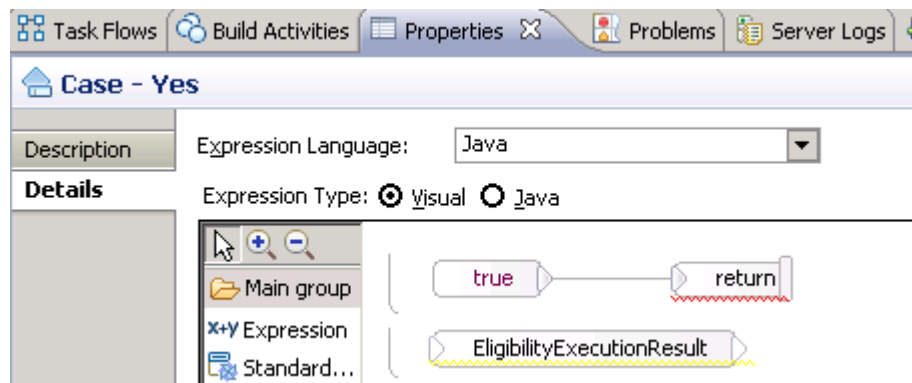 Task Flows Build Activities Properties Problems Server Logs
Case - Yes
Description
Details
Expression Language: Java
Expression Type: Visual Java
Main group
x+y Expression
Standard...
true return
EligibilityExecutionResult